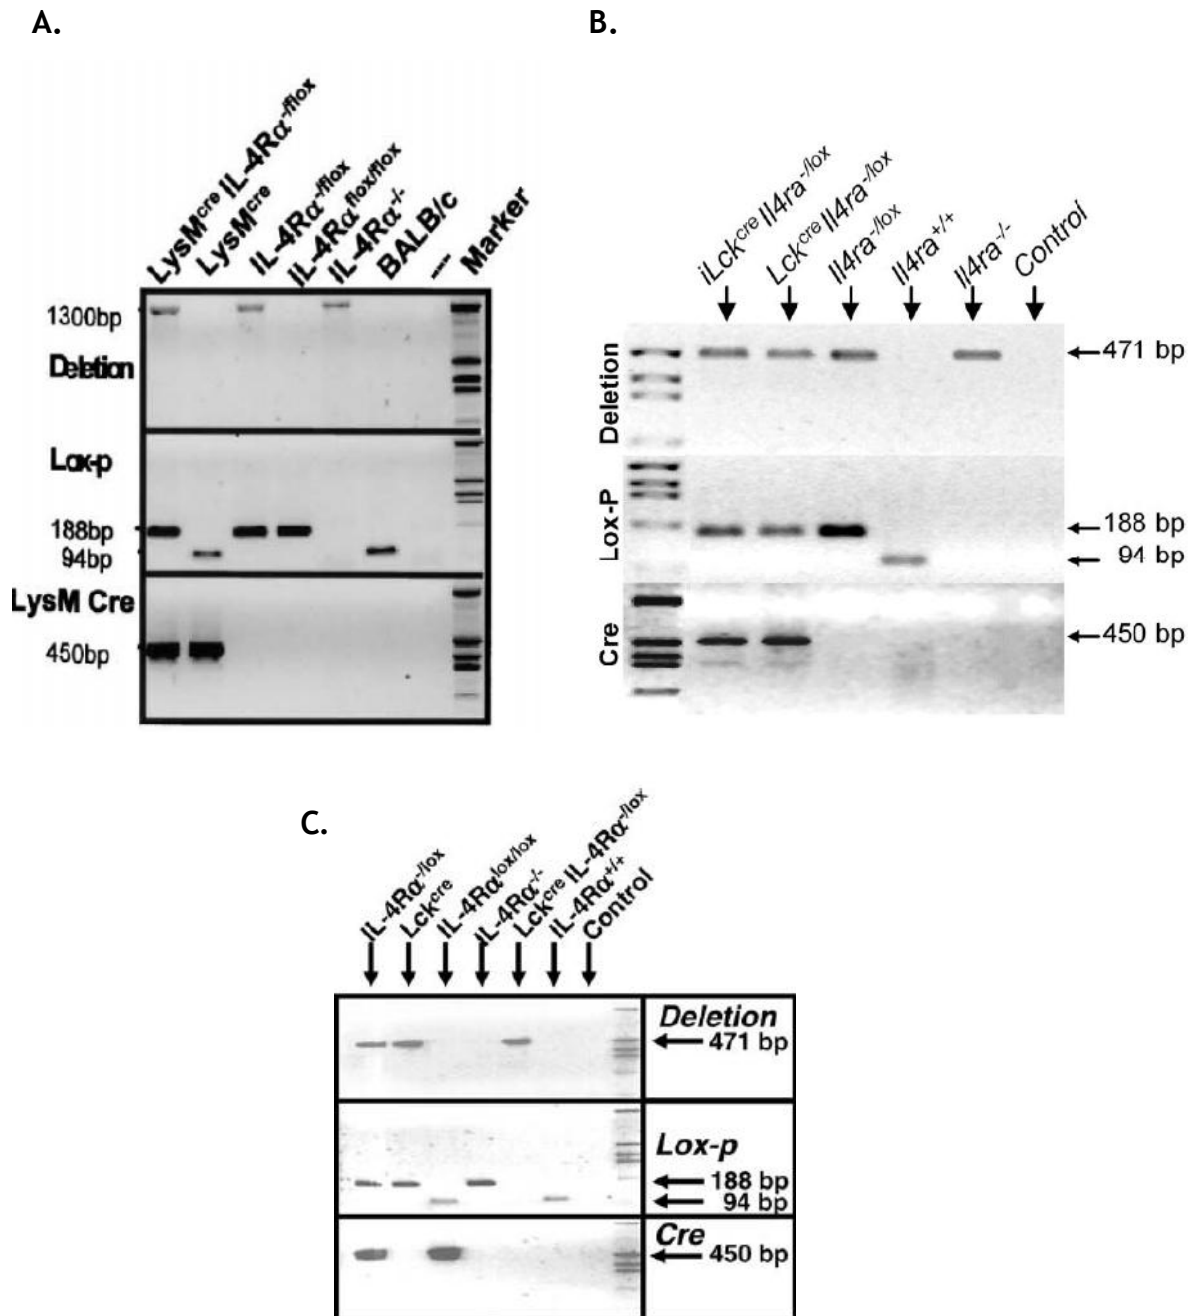 A.
LysMcre IL-4Rα-/flox
LysMcre
IL-4Rα-/flox
IL-4Rαflox/flox
IL-4Rα-/-
BALB/c
---
Marker
1300bp
Deletion
Lox-p
188bp
94bp
LysM Cre
450bp
B.
iLckcre Il4ra-/lox
Lckcre Il4ra-/lox
Il4ra-/lox
Il4ra+/+
Il4ra-/-
Control
Deletion
471 bp
Lox-P
188 bp
94 bp
Cre
450 bp
C.
IL-4Rα-/lox
Lckcre
IL-4Rαlox/lox
IL-4Rα-/-
Lckcre IL-4Rα-/lox
IL-4Rα+/+
Control
Deletion
471 bp
Lox-p
188 bp
94 bp
Cre
450 bp